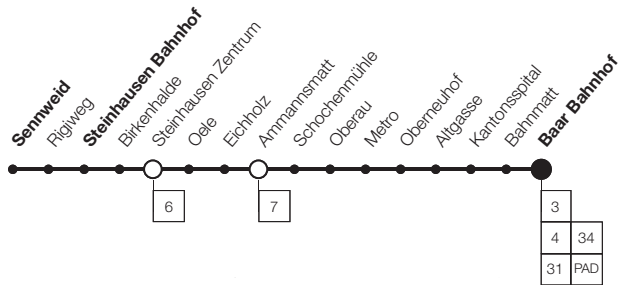 Sennweid
Rigiweg
Steinhausen Bahnhof
Birkenhalde
Steinhausen Zentrum
Oele
Eichholz
Ammannsmatt
Schochenmühle
Oberau
Metro
Oberneuhof
Altgasse
Kantonsspital
Bahnmatt
Baar Bahnhof
6
7
3
4 34
31 PAD